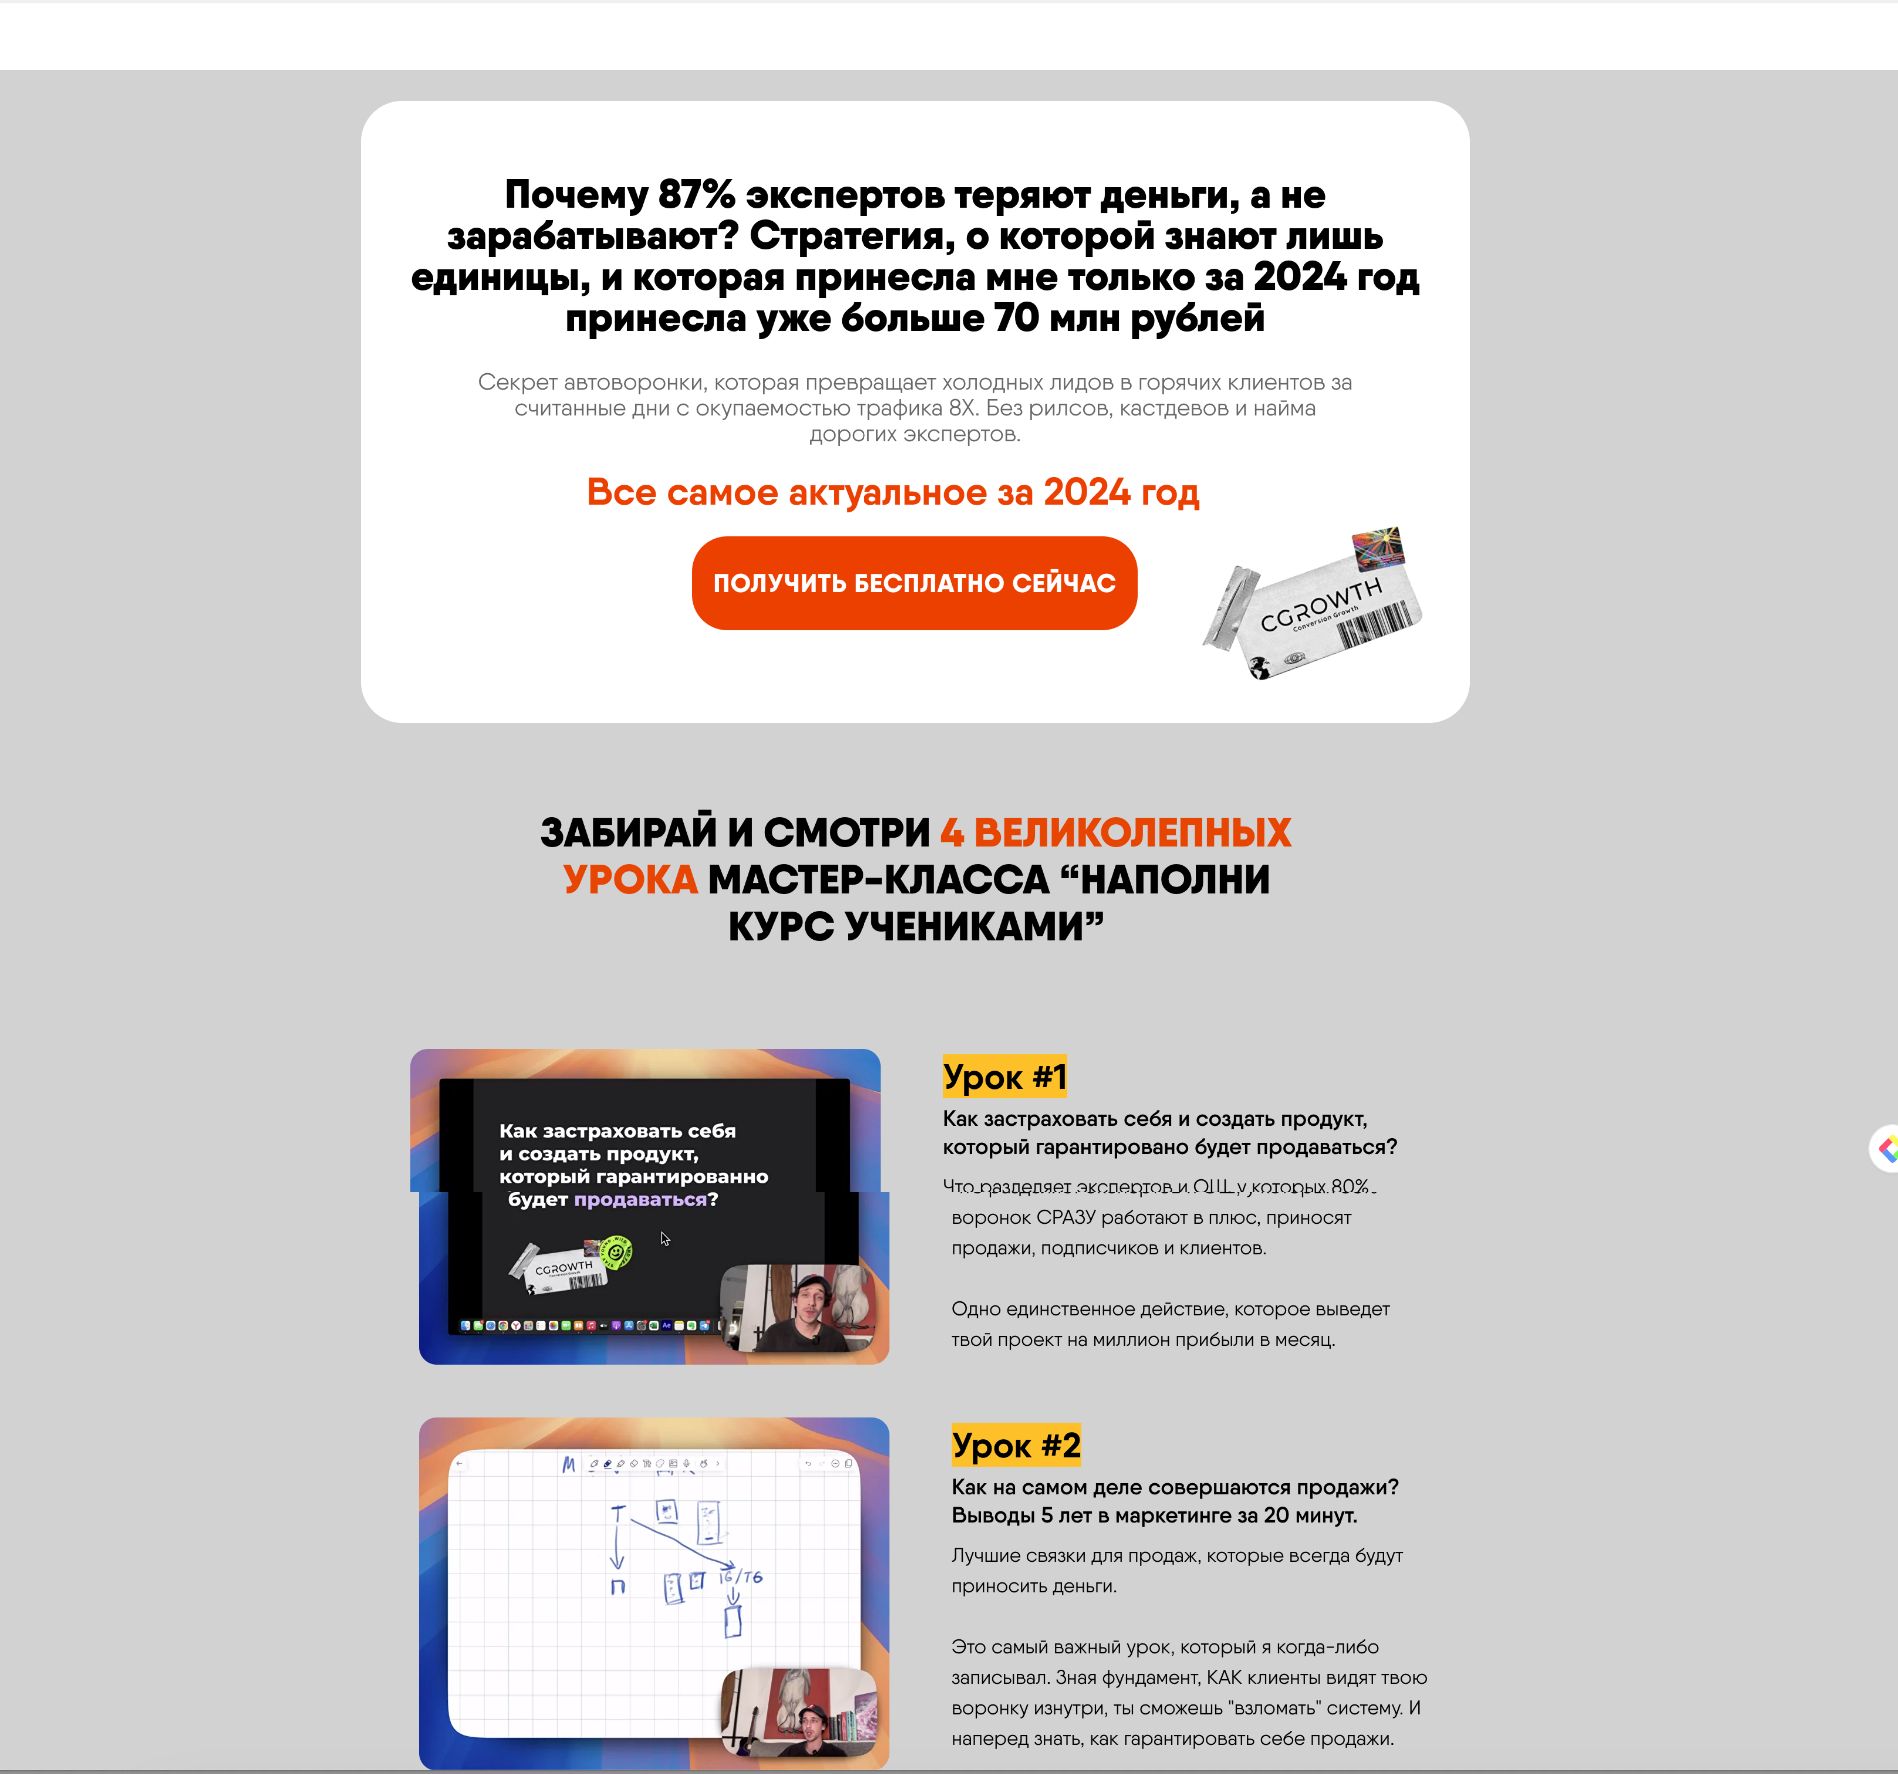 Почему 87% экспертов теряют деньги, а не
зарабатывают? Стратегия, о которой знают лишь
единицы, и которая принесла мне только за 2024 год
принесла уже больше 70 млн рублей
Секрет автоворонки, которая превращает холодных лидов в горячих клиентов за
считанные дни с окупаемостью трафика 8X. Без рилсов, кастдевов и найма
дорогих экспертов.
Все самое актуальное за 2024 год
ПОЛУЧИТЬ БЕСПЛАТНО СЕЙЧАС
CGROWTH
Conversion Growth
ЗАБИРАЙ И СМОТРИ 4 ВЕЛИКОЛЕПНЫХ
УРОКА МАСТЕР-КЛАССА “НАПОЛНИ
КУРС УЧЕНИКАМИ”
Как застраховать себя
и создать продукт,
который гарантированно
будет продаваться?
CGROWTH
Урок #1
Как застраховать себя и создать продукт,
который гарантировано будет продаваться?
Что разделяет экспертов и ОШ, у которых 80%
воронок СРАЗУ работают в плюс, приносят
продажи, подписчиков и клиентов.
Одно единственное действие, которое выведет
твой проект на миллион прибыли в месяц.
Т
П
IG/TG
Урок #2
Как на самом деле совершаются продажи?
Выводы 5 лет в маркетинге за 20 минут.
Лучшие связки для продаж, которые всегда будут
приносить деньги.
Это самый важный урок, который я когда-либо
записывал. Зная фундамент, КАК клиенты видят твою
воронку изнутри, ты сможешь "взломать" систему. И
наперед знать, как гарантировать себе продажи.